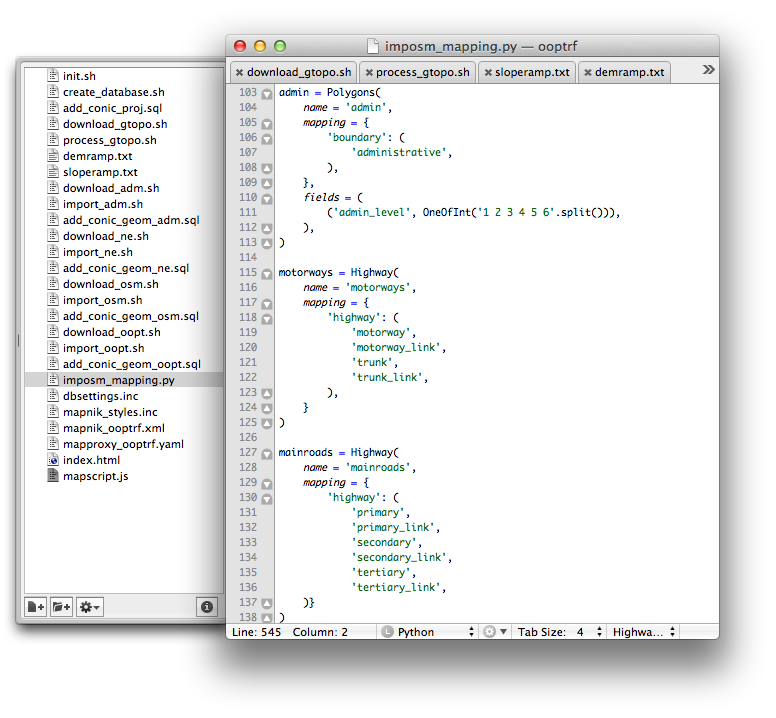 imposm_mapping.py — ooptrf
init.sh
create_database.sh
add_conic_proj.sql
download_gtopo.sh
process_gtopo.sh
demramp.txt
sloperamp.txt
download_adm.sh
import_adm.sh
add_conic_geom_adm.sql
download_ne.sh
import_ne.sh
add_conic_geom_ne.sql
download_osm.sh
import_osm.sh
add_conic_geom_osm.sql
download_oopt.sh
import_oopt.sh
add_conic_geom_oopt.sql
imposm_mapping.py
dbsettings.inc
mapnik_styles.inc
mapnik_ooptrf.xml
mapproxy_ooptrf.yaml
index.html
mapscript.js
download_gtopo.sh process_gtopo.sh sloperamp.txt demramp.txt »
103 admin = Polygons(
104     name = 'admin',
105     mapping = {
106         'boundary': (
107             'administrative',
108         ),
109     },
110     fields = (
111         ('admin_level', OneOfInt('1 2 3 4 5 6'.split())),
112     ),
113 )
114
115 motorways = Highway(
116     name = 'motorways',
117     mapping = {
118         'highway': (
119             'motorway',
120             'motorway_link',
121             'trunk',
122             'trunk_link',
123         ),
124     }
125 )
126
127 mainroads = Highway(
128     name = 'mainroads',
129     mapping = {
130         'highway': (
131             'primary',
132             'primary_link',
133             'secondary',
134             'secondary_link',
135             'tertiary',
136             'tertiary_link',
137     )}
138 )
Line: 545 Column: 2 L Python Tab Size: 4 Highwa...